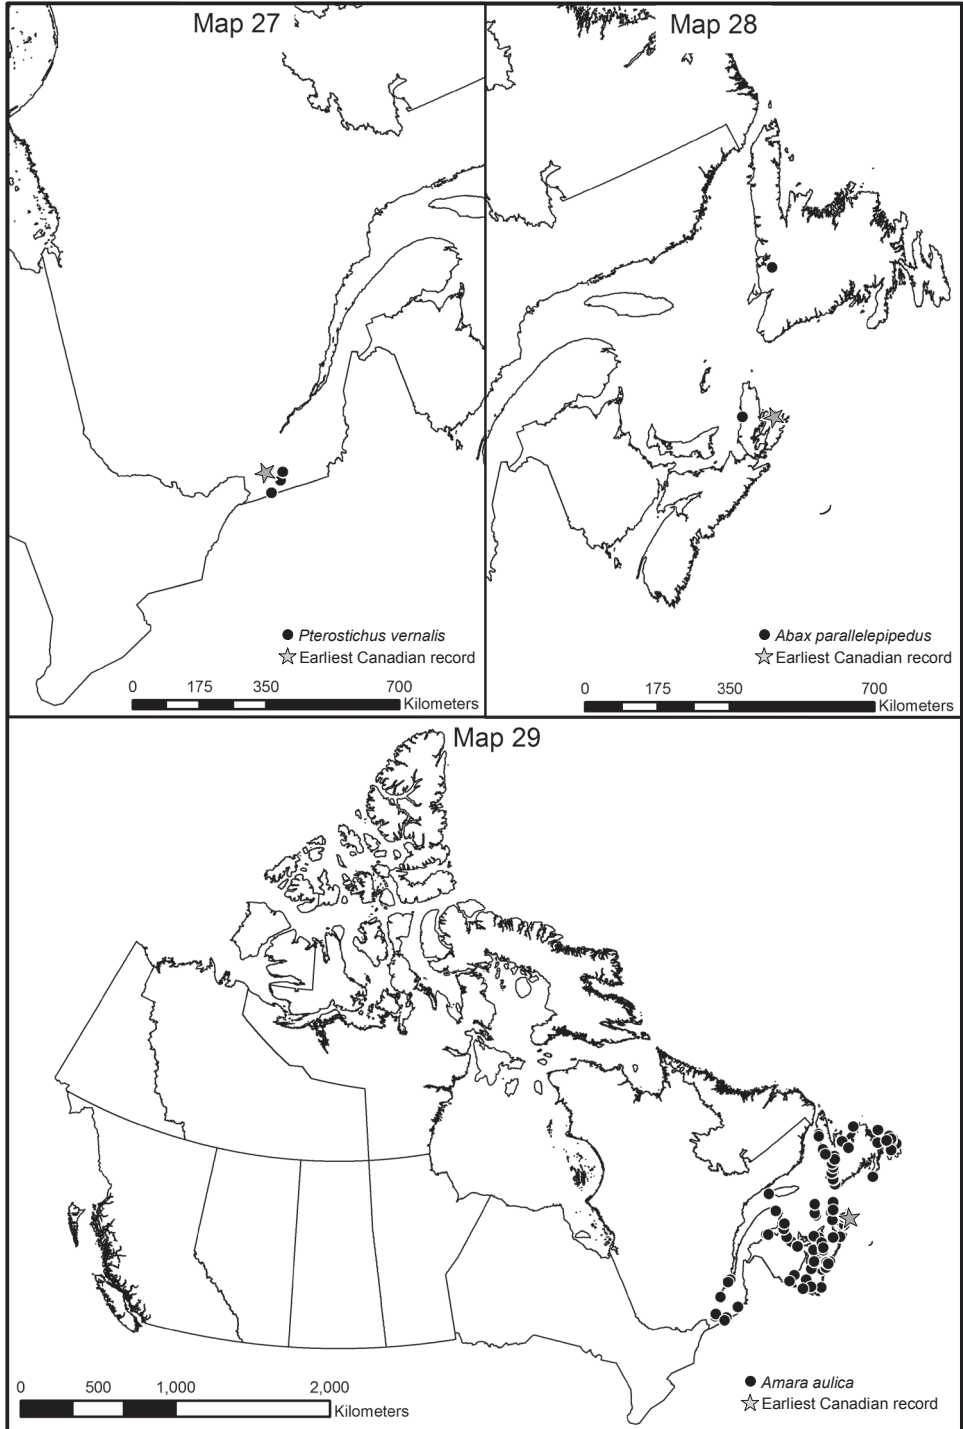 Map 27
Pterostichus vernalis
Earliest Canadian record
0 175 350 700
Kilometers
Map 28
Abax parallelepipedus
Earliest Canadian record
0 175 350 700
Kilometers
Map 29
Amara aulica
Earliest Canadian record
0 500 1,000 2,000
Kilometers